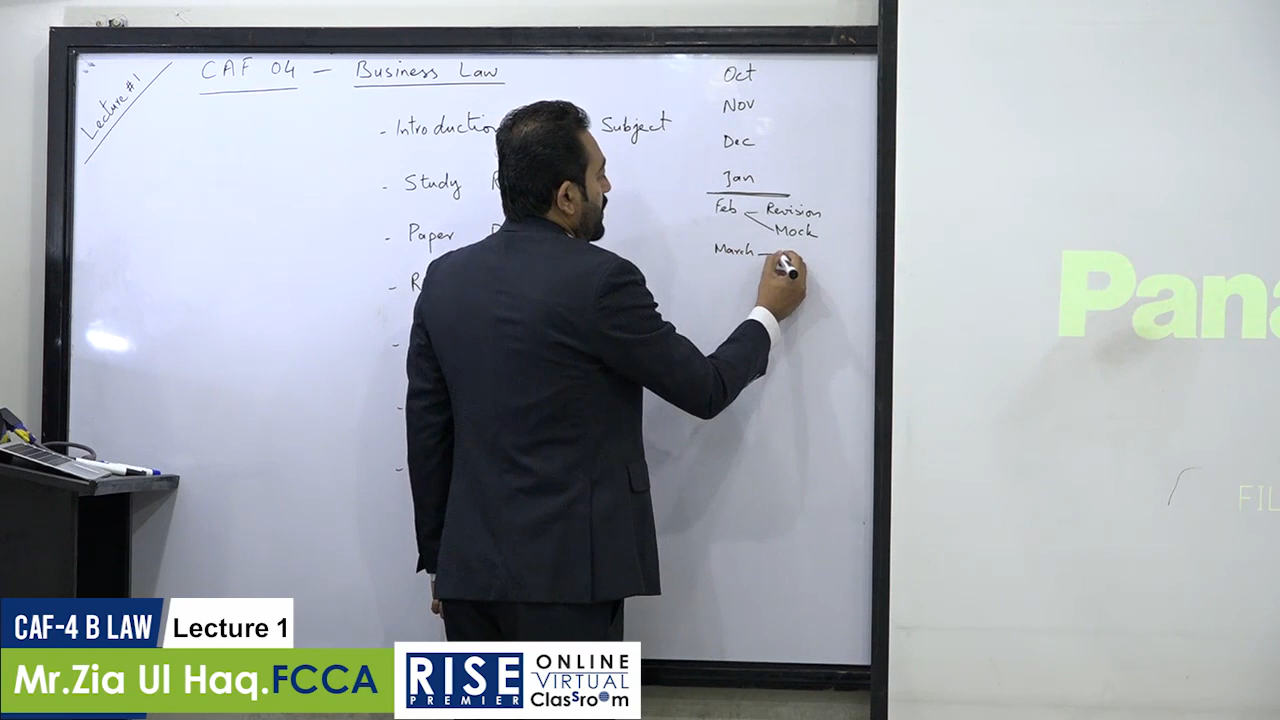 Lecture #1
CAF 04 – Business Law
- Introduction Subject
- Study
- Paper
Oct
Nov
Dec
Jan
Feb – Revision
Mock
March –
CAF-4 B LAW
Lecture 1
Mr.Zia Ul Haq.FCCA
RISE
PREMIER
ONLINE
VIRTUAL
Classroom